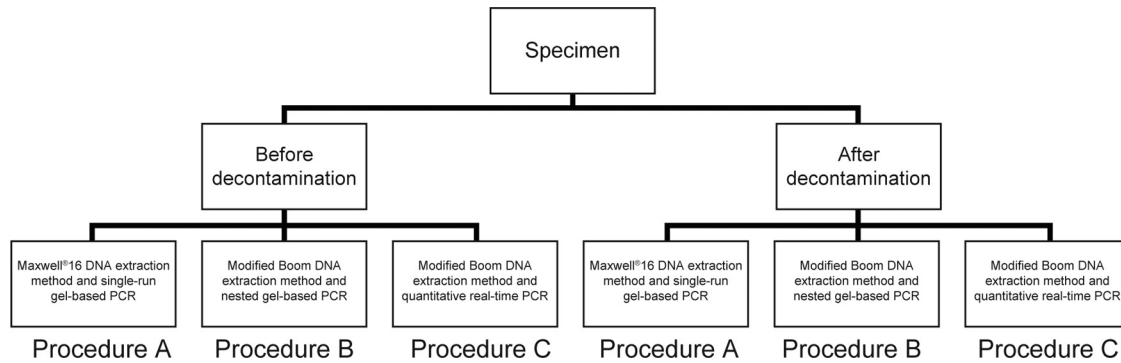 Specimen
Before
decontamination
After
decontamination
Maxwell®16 DNA extraction
method and single-run
gel-based PCR
Modified Boom DNA
extraction method and
nested gel-based PCR
Modified Boom DNA
extraction method and
quantitative real-time PCR
Maxwell®16 DNA extraction
method and single-run
gel-based PCR
Modified Boom DNA
extraction method and
nested gel-based PCR
Modified Boom DNA
extraction method and
quantitative real-time PCR
Procedure A
Procedure B
Procedure C
Procedure A
Procedure B
Procedure C